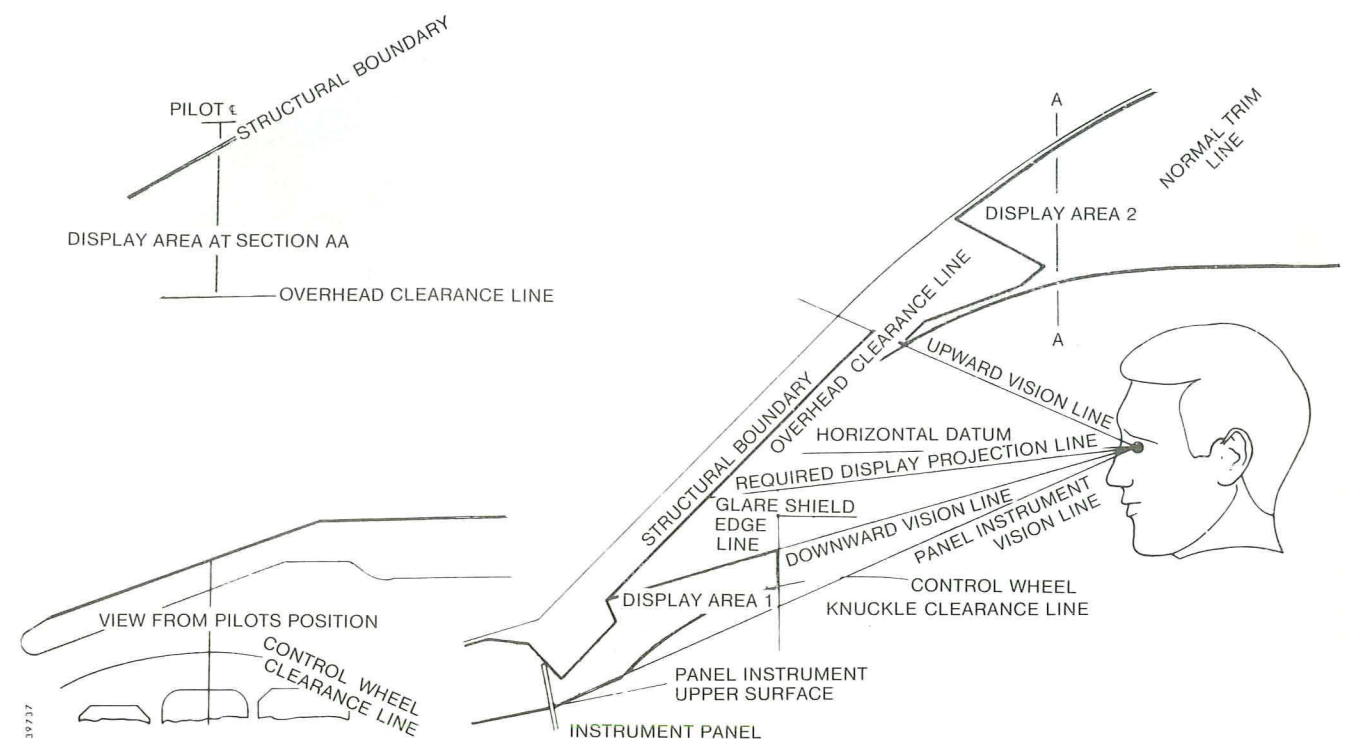 STRUCTURAL BOUNDARY
PILOT ℄
DISPLAY AREA AT SECTION AA
OVERHEAD CLEARANCE LINE
A
NORMAL TRIM
LINE
DISPLAY AREA 2
A
OVERHEAD CLEARANCE LINE
STRUCTURAL BOUNDARY
UPWARD VISION LINE
HORIZONTAL DATUM
REQUIRED DISPLAY PROJECTION LINE
GLARE SHIELD
EDGE
LINE
DOWNWARD VISION LINE
PANEL INSTRUMENT
VISION LINE
CONTROL WHEEL
KNUCKLE CLEARANCE LINE
DISPLAY AREA 1
PANEL INSTRUMENT
UPPER SURFACE
INSTRUMENT PANEL
VIEW FROM PILOTS POSITION
CONTROL WHEEL
CLEARANCE LINE
39737